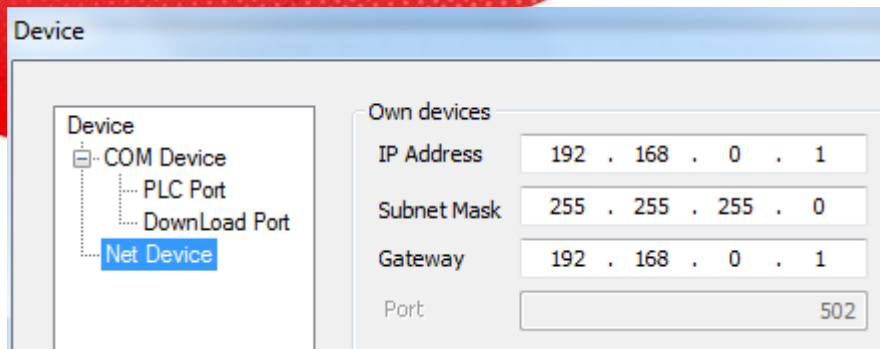 Device
Device
COM Device
PLC Port
DownLoad Port
Net Device
Own devices
IP Address 192 . 168 . 0 . 1
Subnet Mask 255 . 255 . 255 . 0
Gateway 192 . 168 . 0 . 1
Port 502